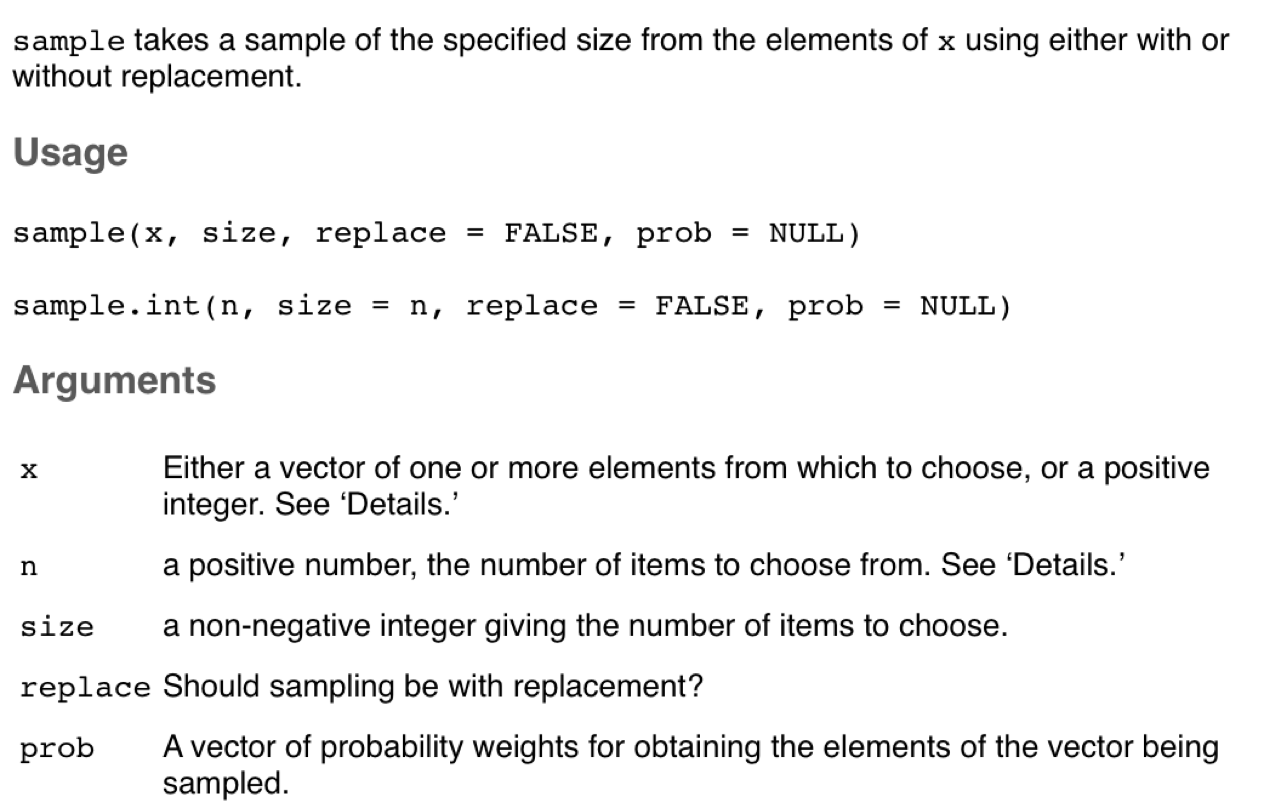 sample takes a sample of the specified size from the elements of x using either with or
without replacement.
Usage
sample(x, size, replace = FALSE, prob = NULL)
sample.int(n, size = n, replace = FALSE, prob = NULL)
Arguments
x Either a vector of one or more elements from which to choose, or a positive
integer. See ‘Details.’
n a positive number, the number of items to choose from. See ‘Details.’
size a non-negative integer giving the number of items to choose.
replace Should sampling be with replacement?
prob A vector of probability weights for obtaining the elements of the vector being
sampled.